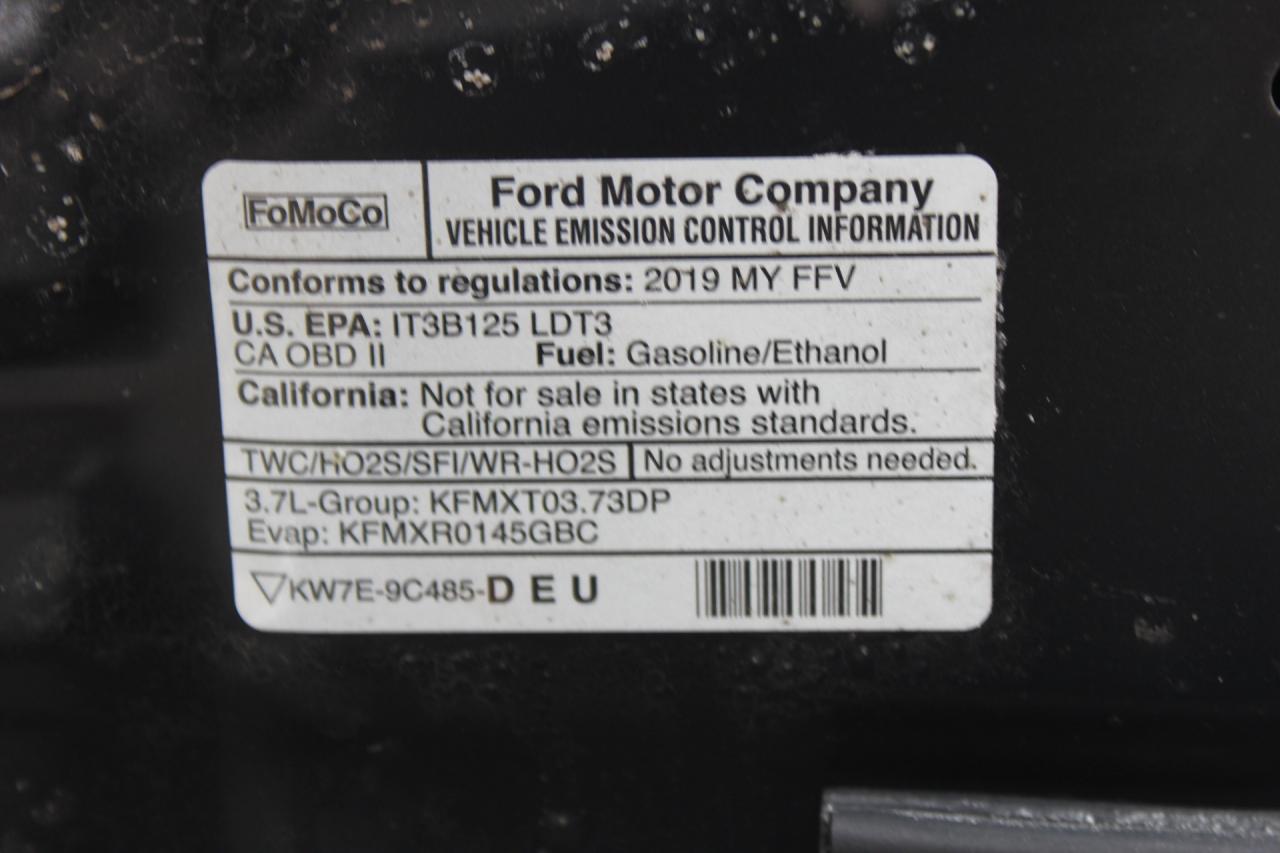 FoMoCo
Ford Motor Company
VEHICLE EMISSION CONTROL INFORMATION
Conforms to regulations: 2019 MY FFV
U.S. EPA: IT3B125 LDT3
CA OBD II Fuel: Gasoline/Ethanol
California: Not for sale in states with
California emissions standards.
TWC/HO2S/SFI/WR-HO2S No adjustments needed.
3.7L-Group: KFMXT03.73DP
Evap: KFMXR0145GBC
▽KW7E-9C485-D E U